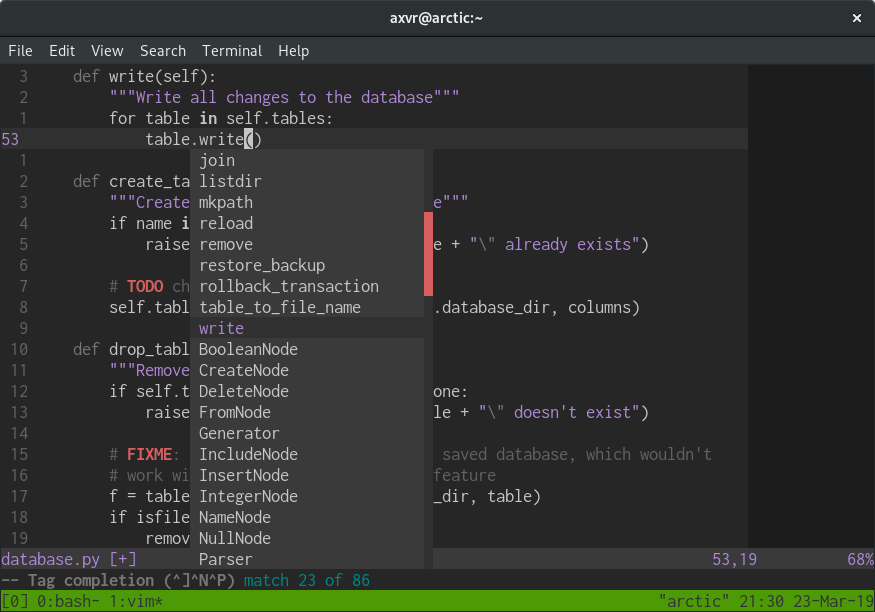 axvr@arctic:~ ×
File Edit View Search Terminal Help
3 def write(self):
2 """Write all changes to the database"""
1 for table in self.tables:
53 table.write()
1 join
2 def create_ta listdir
3 """Create mkpath e"""
4 if name i reload
5 raise remove e + "\" already exists")
6 restore_backup
7 # TODO ch rollback_transaction
8 self.tabl table_to_file_name .database_dir, columns)
9 write
10 def drop_tabl BooleanNode
11 """Remove CreateNode
12 if self.t DeleteNode one:
13 raise FromNode le + "\" doesn't exist")
14 Generator
15 # FIXME: IncludeNode saved database, which wouldn't
16 # work wi InsertNode feature
17 f = table IntegerNode _dir, table)
18 if isfile NameNode
19 remov NullNode
database.py [+] Parser 53,19 68%
-- Tag completion (^]^N^P) match 23 of 86
[0] 0:bash- 1:vim* "arctic" 21:30 23-Mar-19